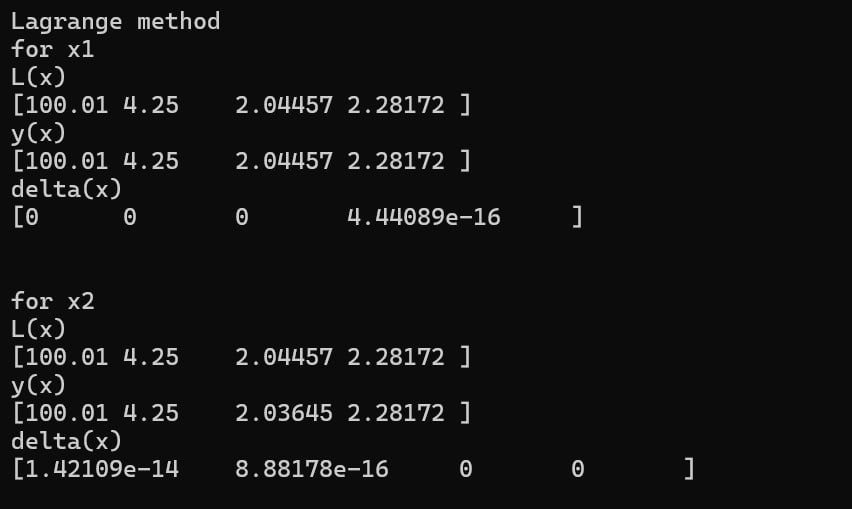 Lagrange method
for x1
L(x)
[100.01 4.25    2.04457 2.28172 ]
y(x)
[100.01 4.25    2.04457 2.28172 ]
delta(x)
[0      0       0       4.44089e-16     ]
for x2
L(x)
[100.01 4.25    2.04457 2.28172 ]
y(x)
[100.01 4.25    2.03645 2.28172 ]
delta(x)
[1.42109e-14    8.88178e-16     0       0       ]